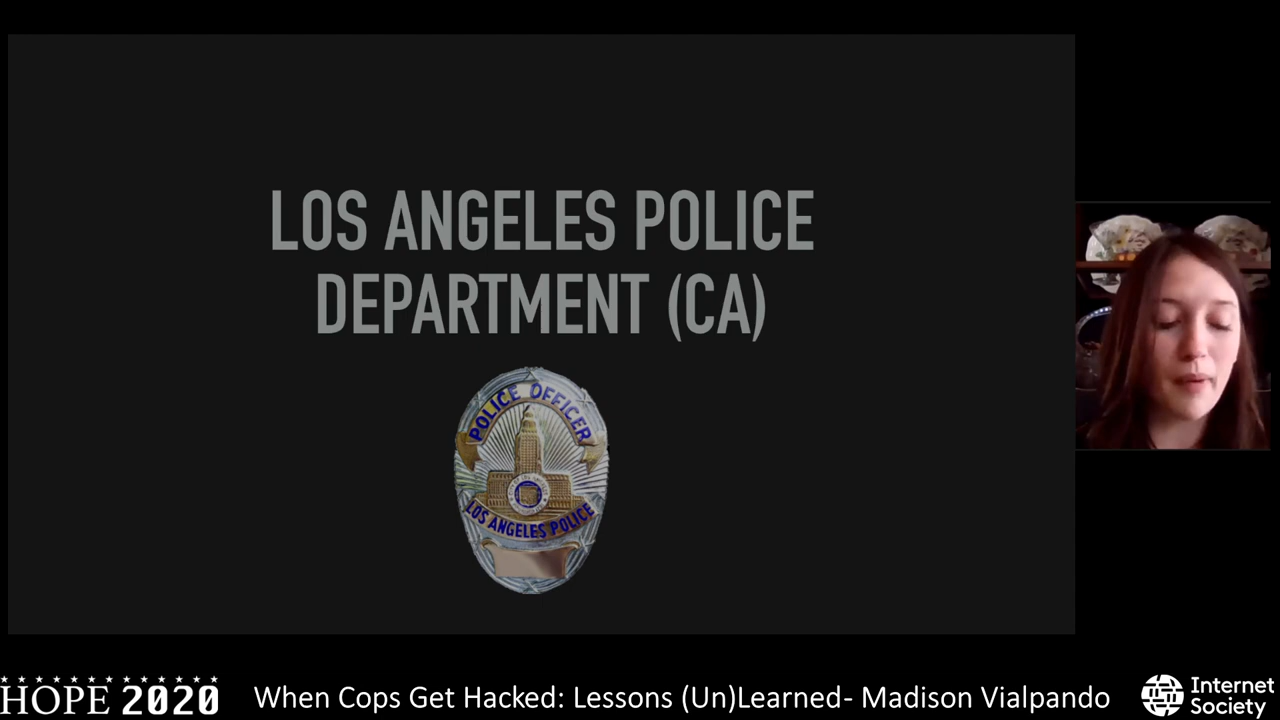 LOS ANGELES POLICE
DEPARTMENT (CA)
POLICE OFFICER
LOS ANGELES POLICE
HOPE 2020
When Cops Get Hacked: Lessons (Un)Learned- Madison Vialpando
Internet
Society